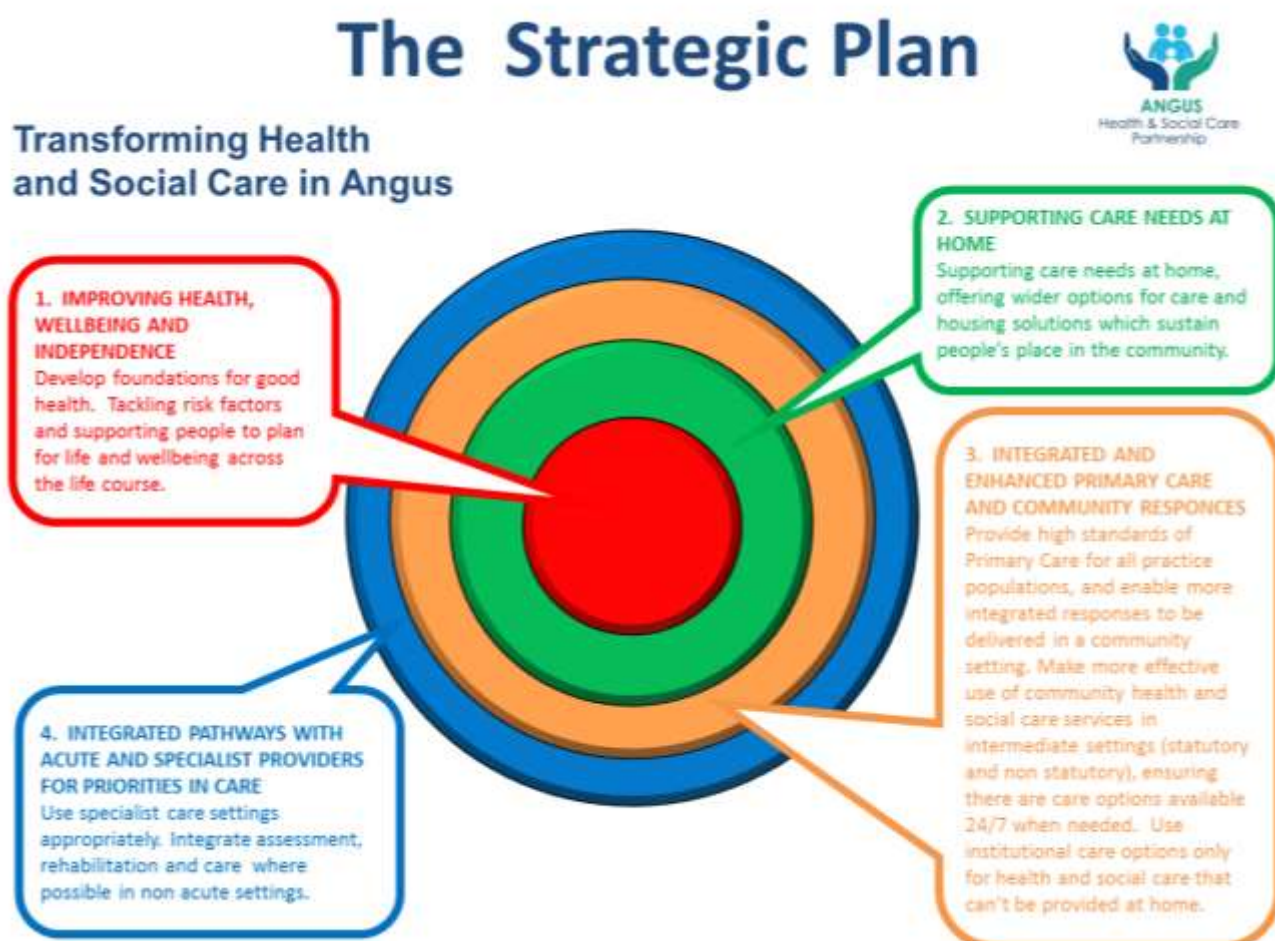 The Strategic Plan
ANGUS
Health & Social Care
Partnership
Transforming Health
and Social Care in Angus
1. IMPROVING HEALTH,
WELLBEING AND
INDEPENDENCE
Develop foundations for good
health. Tackling risk factors
and supporting people to plan
for life and wellbeing across
the life course.
2. SUPPORTING CARE NEEDS AT
HOME
Supporting care needs at home,
offering wider options for care and
housing solutions which sustain
people's place in the community.
3. INTEGRATED AND
ENHANCED PRIMARY CARE
AND COMMUNITY RESPONCES
Provide high standards of
Primary Care for all practice
populations, and enable more
integrated responses to be
delivered in a community
setting. Make more effective
use of community health and
social care services in
intermediate settings (statutory
and non statutory), ensuring
there are care options available
24/7 when needed. Use
institutional care options only
for health and social care that
can't be provided at home.
4. INTEGRATED PATHWAYS WITH
ACUTE AND SPECIALIST PROVIDERS
FOR PRIORITIES IN CARE
Use specialist care settings
appropriately. Integrate assessment,
rehabilitation and care where
possible in non acute settings.